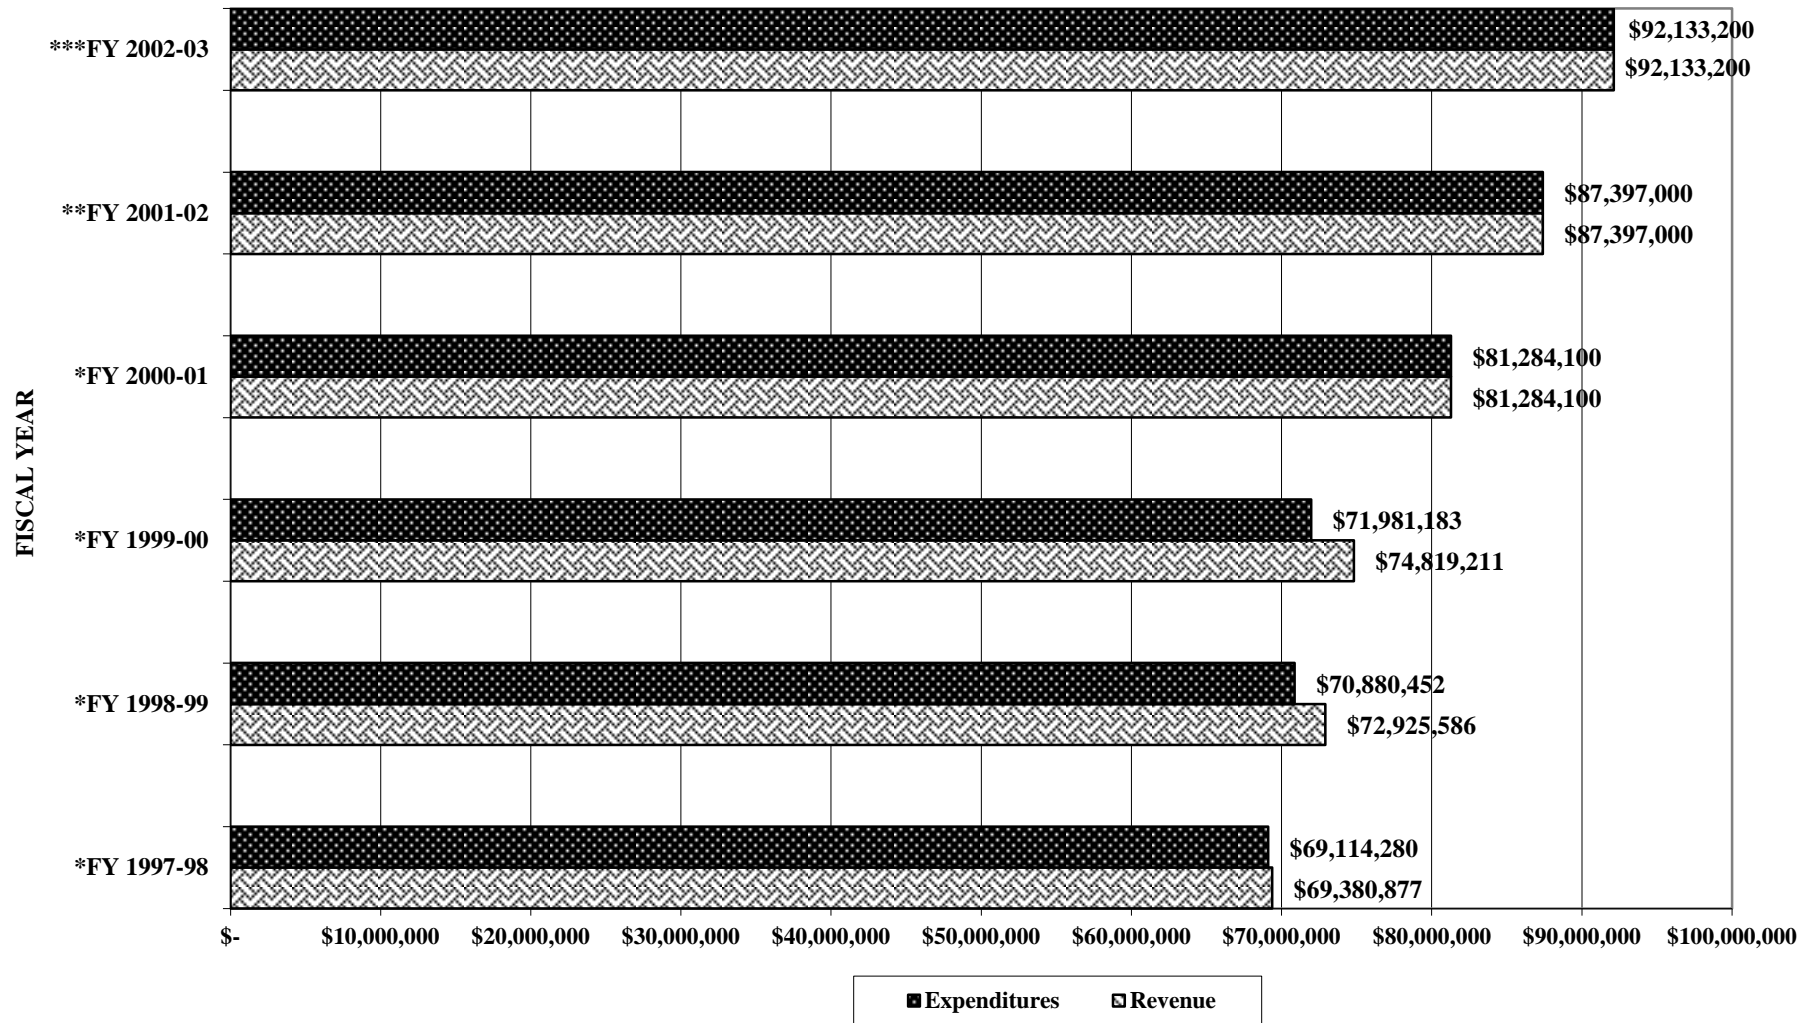 ***FY 2002-03
$92,133,200
$92,133,200
**FY 2001-02
$87,397,000
$87,397,000
*FY 2000-01
$81,284,100
$81,284,100
FISCAL YEAR
*FY 1999-00
$71,981,183
$74,819,211
*FY 1998-99
$70,880,452
$72,925,586
*FY 1997-98
$69,114,280
$69,380,877
$- $10,000,000 $20,000,000 $30,000,000 $40,000,000 $50,000,000 $60,000,000 $70,000,000 $80,000,000 $90,000,000 $100,000,000
Expenditures Revenue